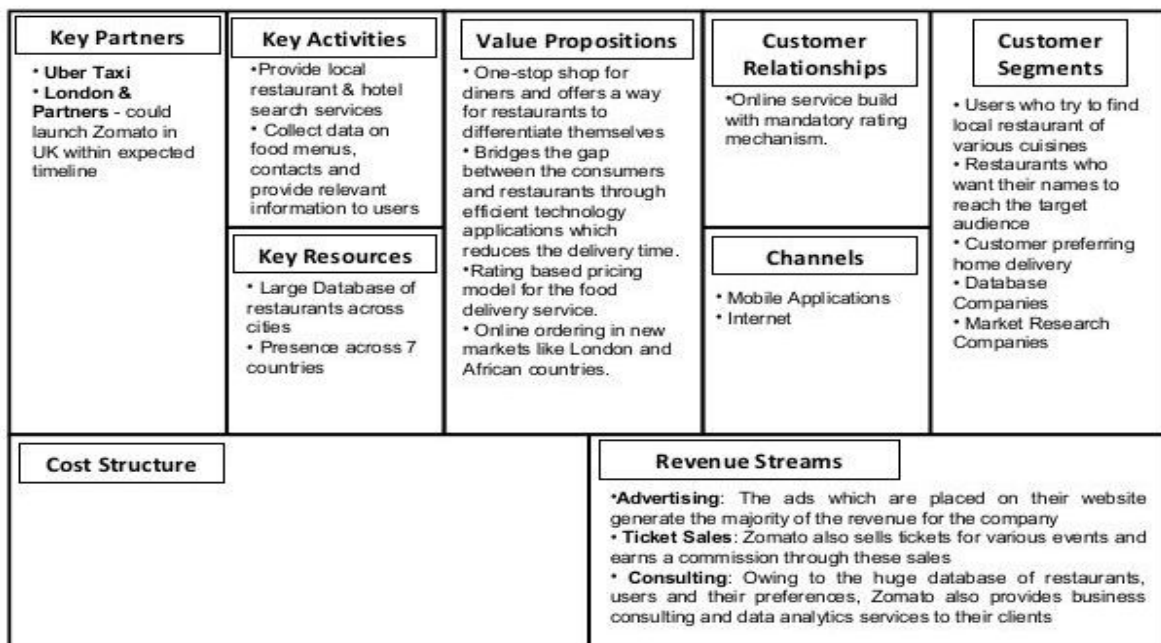 Key Partners
• Uber Taxi
• London &
Partners - could
launch Zomato in
UK within expected
timeline
Key Activities
•Provide local
restaurant & hotel
search services
• Collect data on
food menus,
contacts and
provide relevant
information to users
Key Resources
• Large Database of
restaurants across
cities
• Presence across 7
countries
Value Propositions
• One-stop shop for
diners and offers a way
for restaurants to
differentiate themselves
• Bridges the gap
between the consumers
and restaurants through
efficient technology
applications which
reduces the delivery time.
•Rating based pricing
model for the food
delivery service.
• Online ordering in new
markets like London and
African countries.
Customer
Relationships
•Online service build
with mandatory rating
mechanism.
Channels
• Mobile Applications
• Internet
Customer
Segments
• Users who try to find
local restaurant of
various cuisines
• Restaurants who
want their names to
reach the target
audience
• Customer preferring
home delivery
• Database
Companies
• Market Research
Companies
Cost Structure
Revenue Streams
•Advertising: The ads which are placed on their website
generate the majority of the revenue for the company
• Ticket Sales: Zomato also sells tickets for various events and
earns a commission through these sales
• Consulting: Owing to the huge database of restaurants,
users and their preferences, Zomato also provides business
consulting and data analytics services to their clients